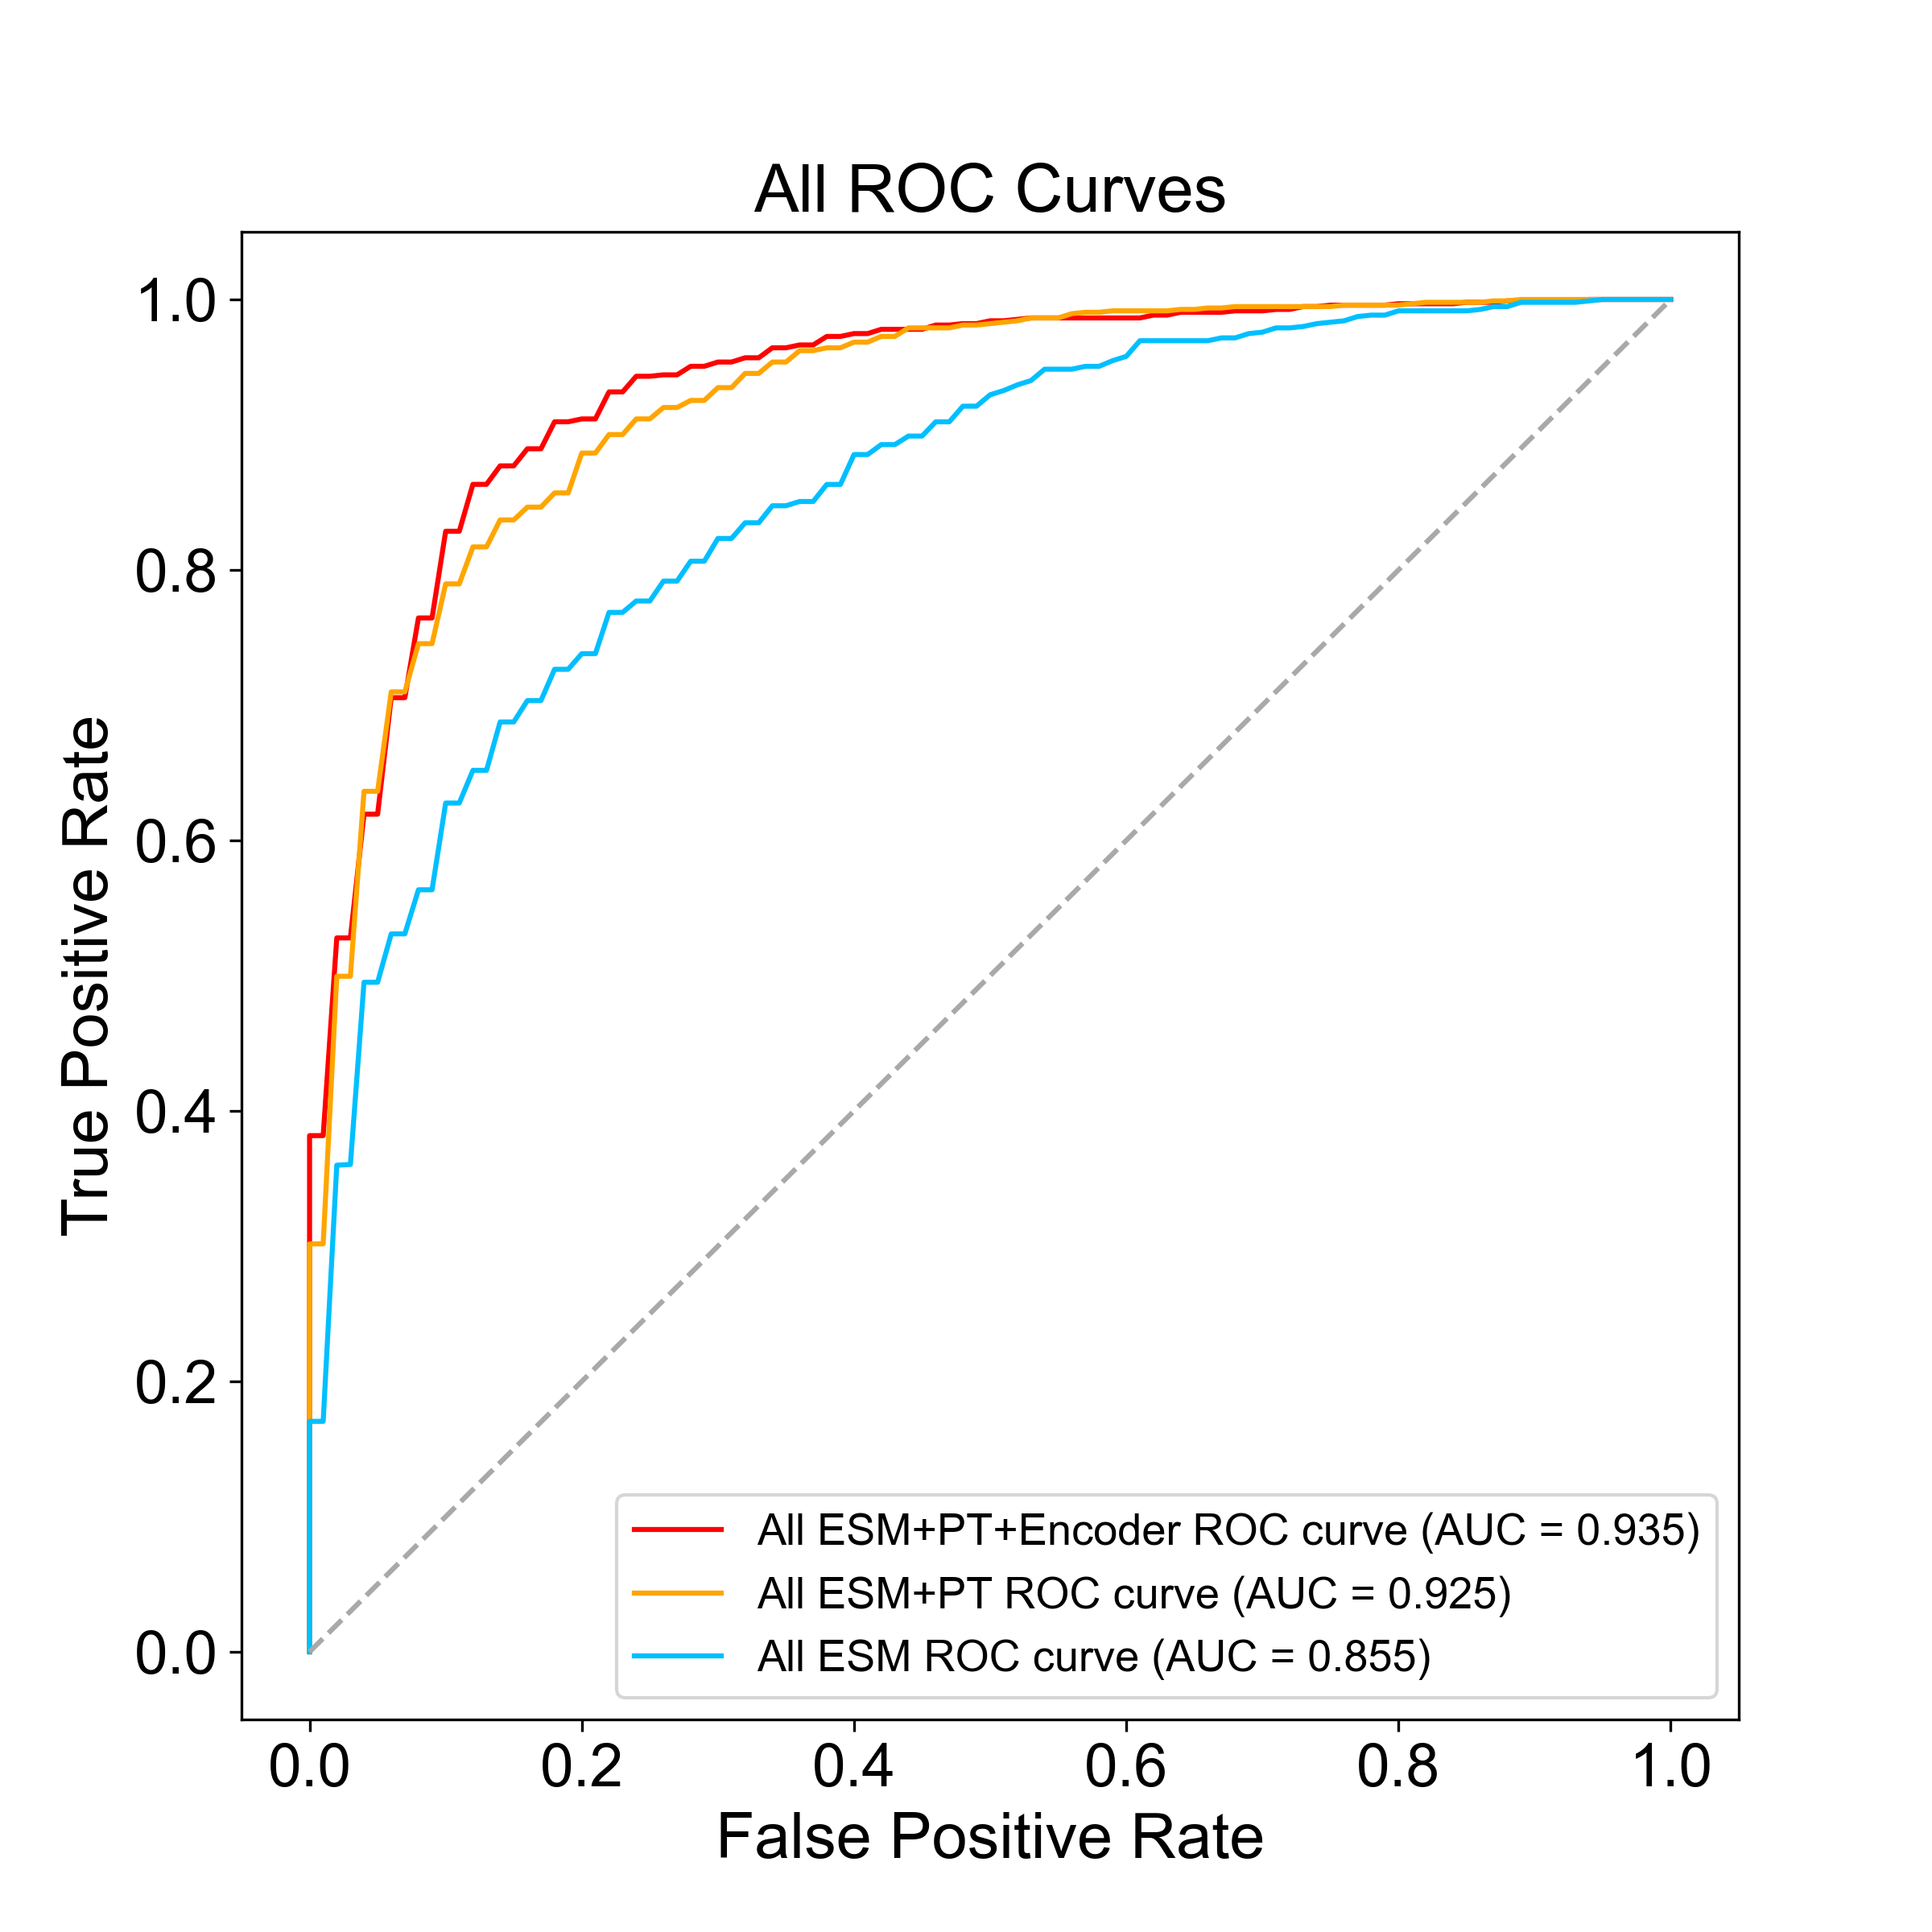 All ROC Curves
1.0
0.8
0.6
0.4
0.2
0.0
True Positive Rate
All ESM+PT+Encoder ROC curve (AUC = 0.935)
All ESM+PT ROC curve (AUC = 0.925)
All ESM ROC curve (AUC = 0.855)
0.0 0.2 0.4 0.6 0.8 1.0
False Positive Rate